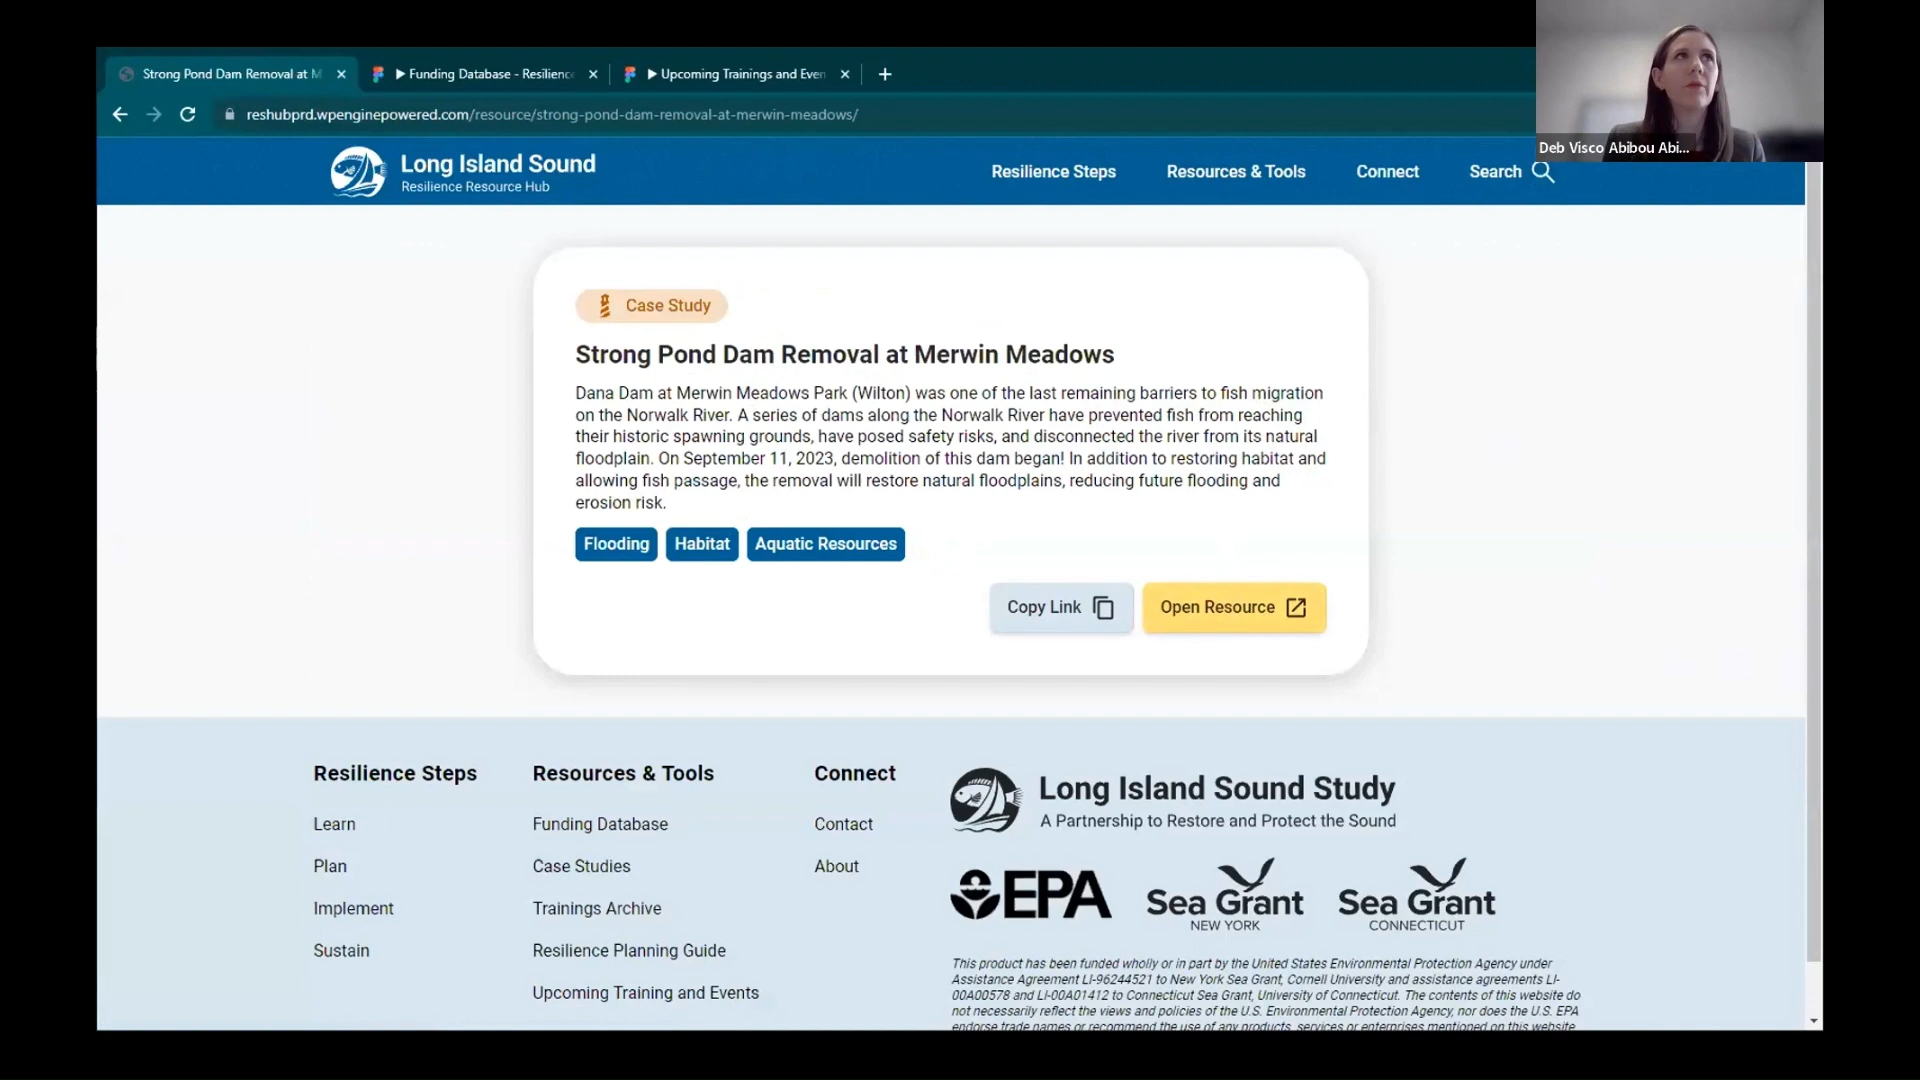 Strong Pond Dam Removal at M
Funding Database - Resilienc
Upcoming Trainings and Even
reshubprd.wpenginepowered.com/resource/strong-pond-dam-removal-at-merwin-meadows/
Deb Visco Abibou Abi...
Long Island Sound
Resilience Resource Hub
Resilience Steps
Resources & Tools
Connect
Search
Case Study
Strong Pond Dam Removal at Merwin Meadows
Dana Dam at Merwin Meadows Park (Wilton) was one of the last remaining barriers to fish migration
on the Norwalk River. A series of dams along the Norwalk River have prevented fish from reaching
their historic spawning grounds, have posed safety risks, and disconnected the river from its natural
floodplain. On September 11, 2023, demolition of this dam began! In addition to restoring habitat and
allowing fish passage, the removal will restore natural floodplains, reducing future flooding and
erosion risk.
Flooding
Habitat
Aquatic Resources
Copy Link
Open Resource
Resilience Steps
Learn
Plan
Implement
Sustain
Resources & Tools
Funding Database
Case Studies
Trainings Archive
Resilience Planning Guide
Upcoming Training and Events
Connect
Contact
About
Long Island Sound Study
A Partnership to Restore and Protect the Sound
EPA
Sea Grant
NEW YORK
Sea Grant
CONNECTICUT
This product has been funded wholly or in part by the United States Environmental Protection Agency under
Assistance Agreement LI-96244521 to New York Sea Grant, Cornell University and assistance agreements LI-
00A00578 and LI-00A01412 to Connecticut Sea Grant, University of Connecticut. The contents of this website do
not necessarily reflect the views and policies of the U.S. Environmental Protection Agency, nor does the U.S. EPA
endorse trade names or recommend the use of any products, services or enterprises mentioned on this website